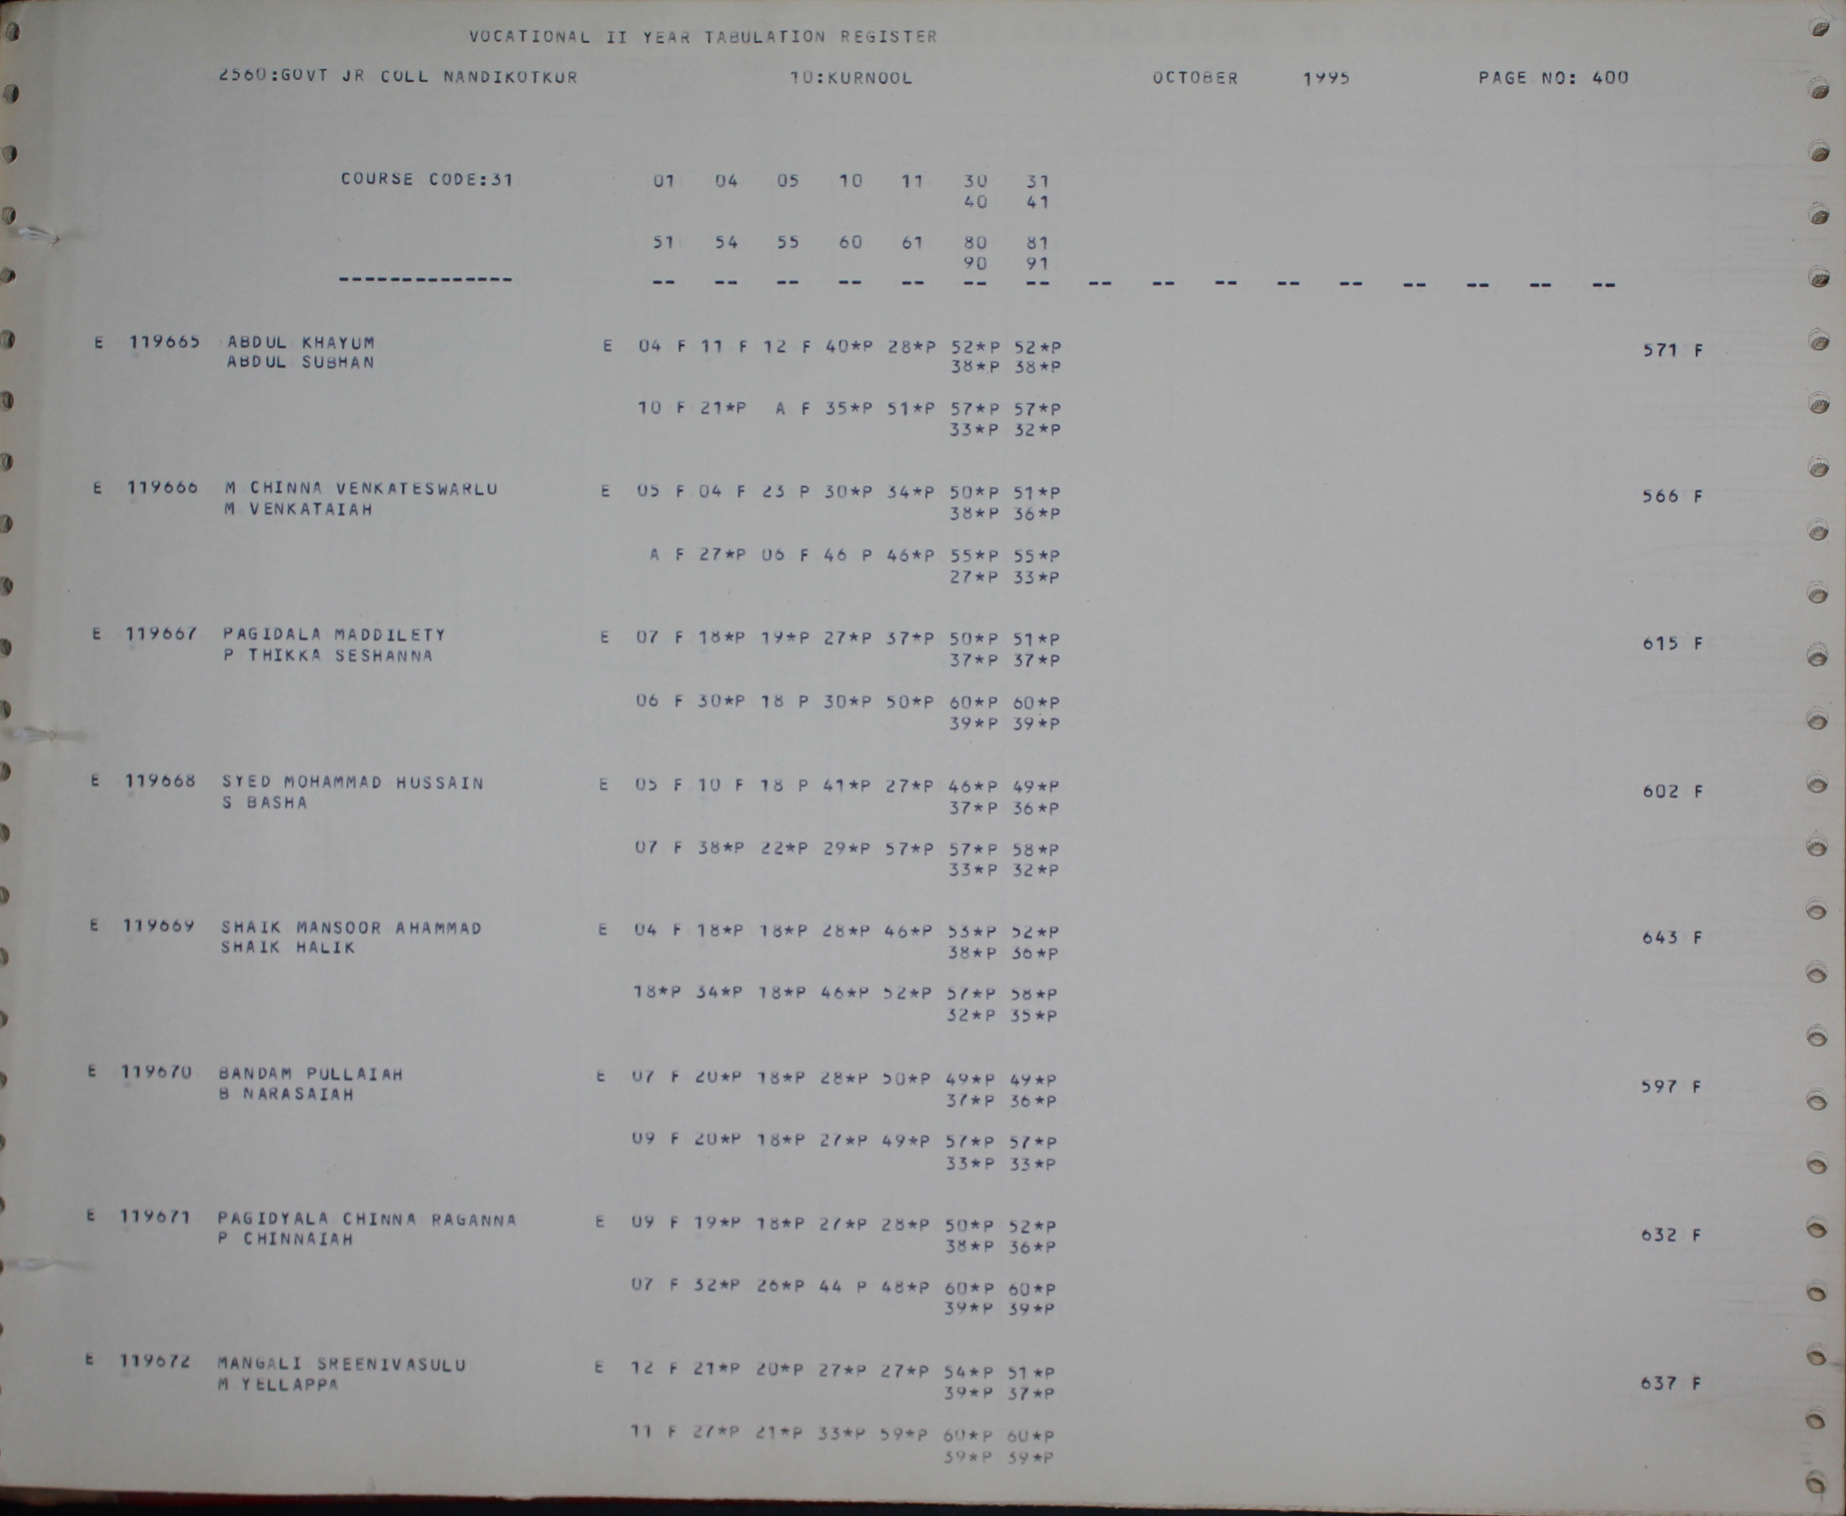 VOCATIONAL II YEAR TABULATION REGISTER
2560:GOVT JR COLL NANDIKOTKUR 10:KURNOOL OCTOBER 1995 PAGE NO: 400
COURSE CODE:31 01 04 05 10 11 30 31
40 41
51 54 55 60 61 80 81
90 91
-------------- -- -- -- -- -- -- -- -- -- -- -- -- -- -- -- --
E 119665 ABDUL KHAYUM E 04 F 11 F 12 F 40*P 28*P 52*P 52*P 571 F
ABDUL SUBHAN 38*P 38*P
10 F 21*P A F 35*P 51*P 57*P 57*P
33*P 32*P
E 119666 M CHINNA VENKATESWARLU E 05 F 04 F 23 P 30*P 34*P 50*P 51*P 566 F
M VENKATAIAH 38*P 36*P
A F 27*P 06 F 46 P 46*P 55*P 55*P
27*P 33*P
E 119667 PAGIDALA MADDILETY E 07 F 18*P 19*P 27*P 37*P 50*P 51*P 615 F
P THIKKA SESHANNA 37*P 37*P
06 F 30*P 18 P 30*P 50*P 60*P 60*P
39*P 39*P
E 119668 SYED MOHAMMAD HUSSAIN E 05 F 10 F 18 P 41*P 27*P 46*P 49*P 602 F
S BASHA 37*P 36*P
07 F 38*P 22*P 29*P 57*P 57*P 58*P
33*P 32*P
E 119669 SHAIK MANSOOR AHAMMAD E 04 F 18*P 18*P 28*P 46*P 53*P 52*P 643 F
SHAIK HALIK 38*P 36*P
18*P 34*P 18*P 46*P 52*P 57*P 58*P
32*P 35*P
E 119670 BANDAM PULLAIAH E 07 F 20*P 18*P 28*P 50*P 49*P 49*P 597 F
B NARASAIAH 37*P 36*P
09 F 20*P 18*P 27*P 49*P 57*P 57*P
33*P 33*P
E 119671 PAGIDYALA CHINNA RAGANNA E 09 F 19*P 18*P 27*P 28*P 50*P 52*P 632 F
P CHINNAIAH 38*P 36*P
07 F 32*P 26*P 44 P 48*P 60*P 60*P
39*P 39*P
E 119672 MANGALI SREENIVASULU E 12 F 21*P 20*P 27*P 27*P 54*P 51*P 637 F
M YELLAPPA 39*P 37*P
11 F 27*P 21*P 33*P 59*P 60*P 60*P
39*P 39*P